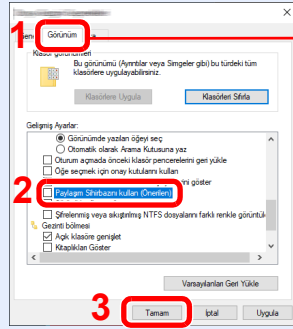 1
Görünüm
Klasör görünümleri
Bu görünümü (Ayrıntılar veya Simgeler gibi) bu türdeki tüm
klasörlere uygulayabilirsiniz.
Klasörlere Uygula
Klasörleri Sıfırla
Gelişmiş Ayarlar:
Görünümde yazılan öğeyi seç
Otomatik olarak Arama Kutusuna yaz
Oturum açmada önceki klasör pencerelerini geri yükle
Öğe seçmek için onay kutularını kullan
göster
2
Paylaşım Sihirbazını kullan (Önerilen)
Şifrelenmiş veya sıkıştırılmış NTFS dosyalarını farklı renkle görüntüle
Gezinti bölmesi
Açık klasöre genişlet
Kitaplıkları Göster
Varsayılanları Geri Yükle
3
Tamam
İptal
Uygula